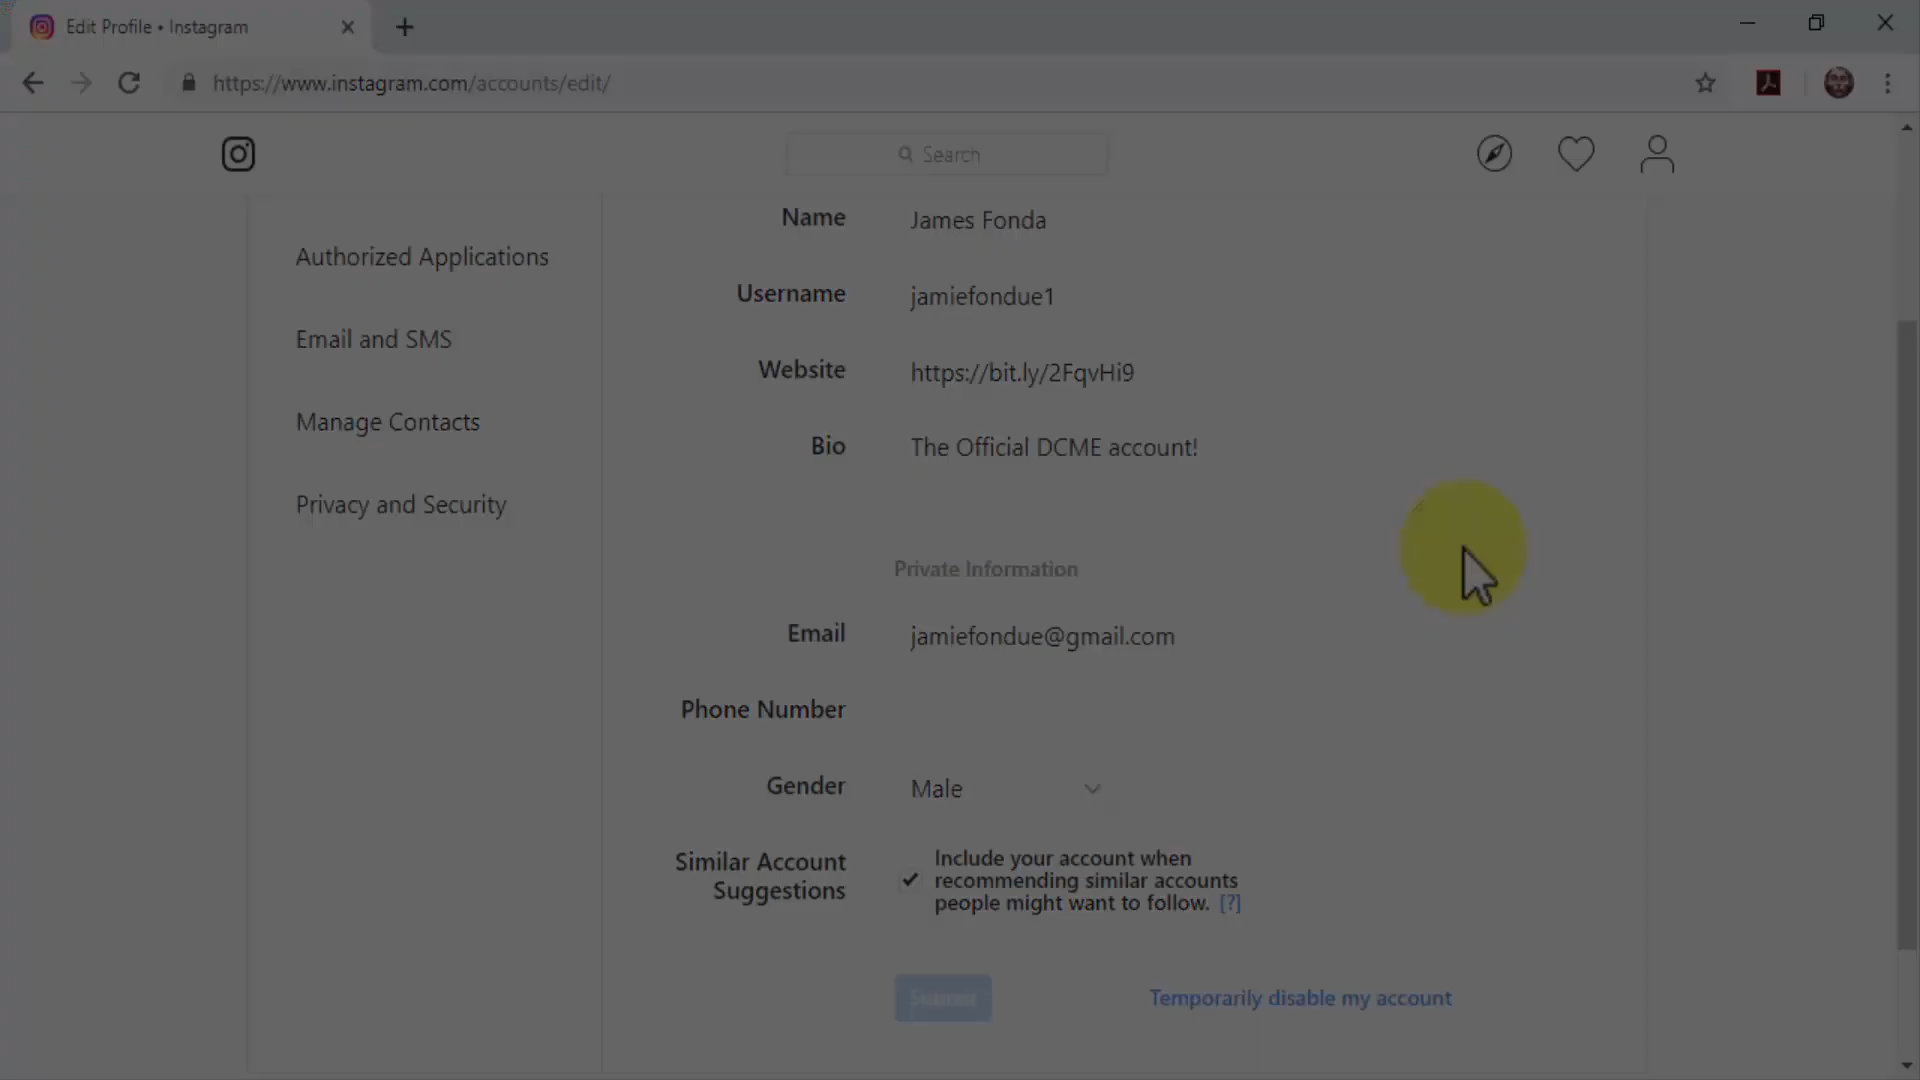 Edit Profile • Instagram
https://www.instagram.com/accounts/edit/
Search
Authorized Applications
Email and SMS
Manage Contacts
Privacy and Security
Name James Fonda
Username jamiefondue1
Website https://bit.ly/2FqvHi9
Bio The Official DCME account!
Private Information
Email jamiefondue@gmail.com
Phone Number
Gender Male
Similar Account
Suggestions
Include your account when
recommending similar accounts
people might want to follow. [?]
Temporarily disable my account